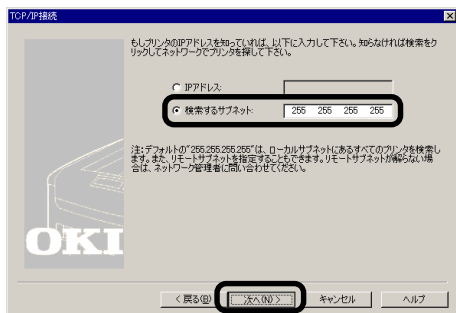 TCP/IP接続
もしプリンタのIPアドレスを知っていれば、以下に入力して下さい。知らなければ検索をク
リックしてネットワークでプリンタを探して下さい。
IPアドレス:
検索するサブネット: 255 255 255 255
注:デフォルトの"255.255.255.255"は、ローカルサブネットにあるすべてのプリンタを検索し
ます。また、リモートサブネットを指定することもできます。リモートサブネットが解らない場
合は、ネットワーク管理者に問い合わせてください。
OKI
< 戻る(B) 次へ(N) > キャンセル ヘルプ